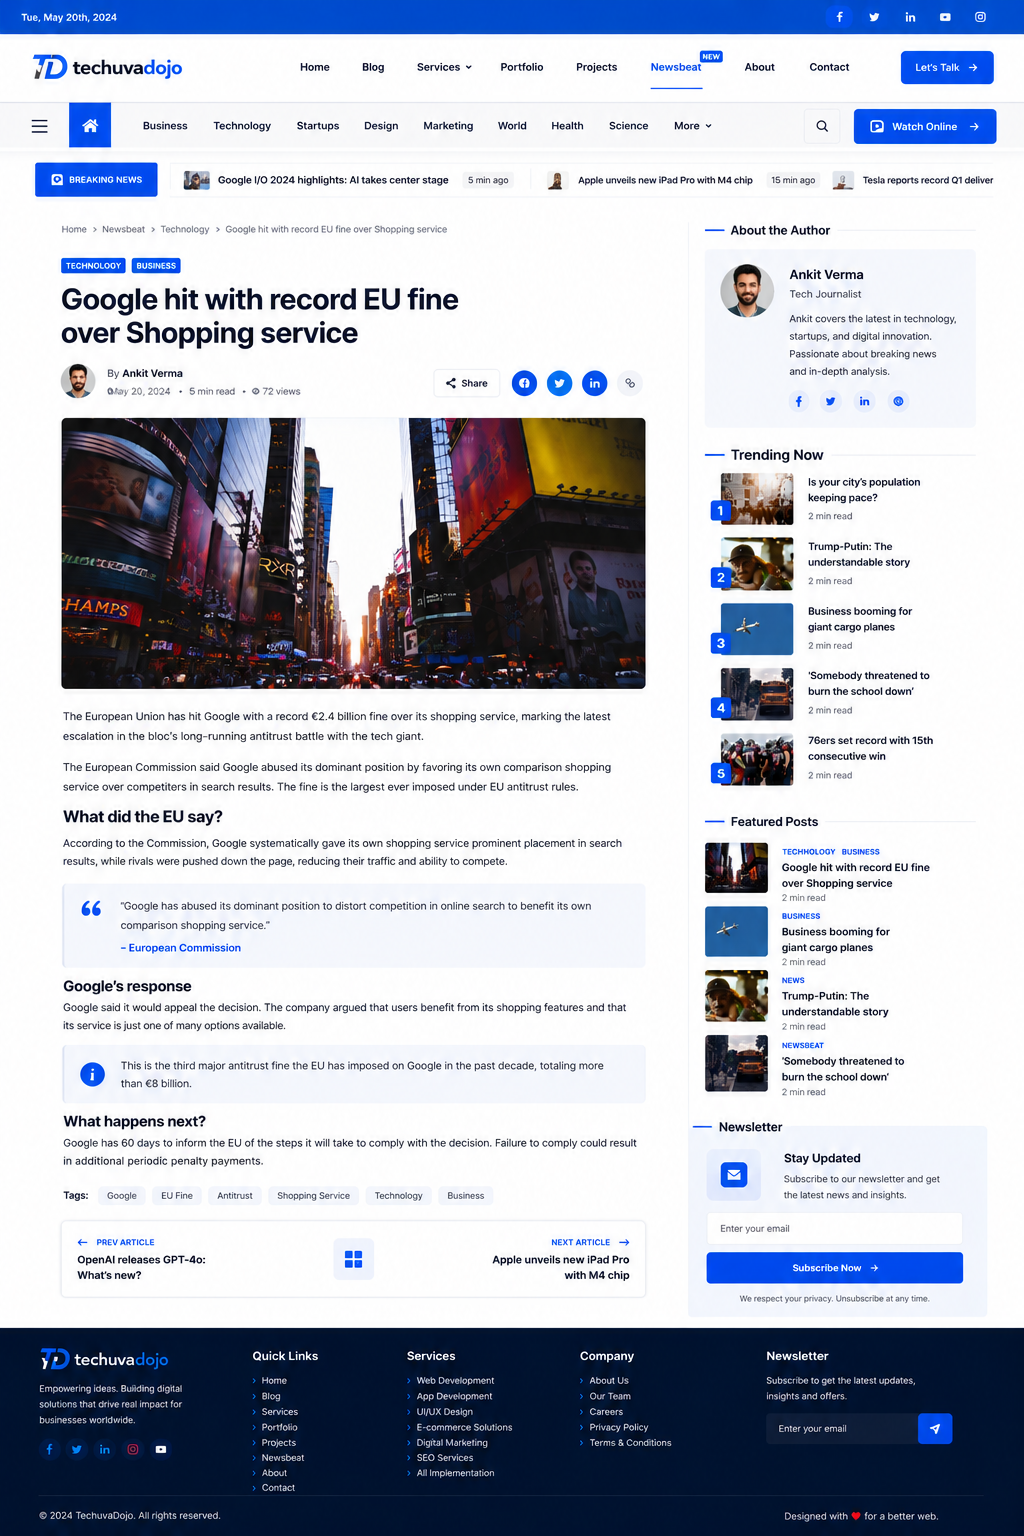 Tue, May 20th, 2024
TD techuvadojo
Home
Blog
Services
Portfolio
Projects
Newsbeat
NEW
About
Contact
Let's Talk →
Business
Technology
Startups
Design
Marketing
World
Health
Science
More
Watch Online →
BREAKING NEWS
Google I/O 2024 highlights: AI takes center stage
5 min ago
Apple unveils new iPad Pro with M4 chip
15 min ago
Tesla reports record Q1 deliver
Home > Newsbeat > Technology > Google hit with record EU fine over Shopping service
TECHNOLOGY
BUSINESS
Google hit with record EU fine
over Shopping service
By Ankit Verma
May 20, 2024 • 5 min read • 72 views
Share
CHAMPS
The European Union has hit Google with a record €2.4 billion fine over its shopping service, marking the latest
escalation in the bloc's long-running antitrust battle with the tech giant.
The European Commission said Google abused its dominant position by favoring its own comparison shopping
service over competiters in search results. The fine is the largest ever imposed under EU antitrust rules.
What did the EU say?
According to the Commission, Google systematically gave its own shopping service prominent placement in search
results, while rivals were pushed down the page, reducing their traffic and ability to compete.
"Google has abused its dominant position to distort competition in online search to benefit its own
comparison shopping service."
– European Commission
Google's response
Google said it would appeal the decision. The company argued that users benefit from its shopping features and that
its service is just one of many options available.
This is the third major antitrust fine the EU has imposed on Google in the past decade, totaling more
than €8 billion.
What happens next?
Google has 60 days to inform the EU of the steps it will take to comply with the decision. Failure to comply could result
in additional periodic penalty payments.
Tags:
Google
EU Fine
Antitrust
Shopping Service
Technology
Business
← PREV ARTICLE
OpenAI releases GPT-4o:
What's new?
NEXT ARTICLE →
Apple unveils new iPad Pro
with M4 chip
About the Author
Ankit Verma
Tech Journalist
Ankit covers the latest in technology,
startups, and digital innovation.
Passionate about breaking news
and in-depth analysis.
Trending Now
1
Is your city's population
keeping pace?
2 min read
2
Trump-Putin: The
understandable story
2 min read
3
Business booming for
giant cargo planes
2 min read
4
'Somebody threatened to
burn the school down'
2 min read
5
76ers set record with 15th
consecutive win
2 min read
Featured Posts
TECHHOLOGY BUSINESS
Google hit with record EU fine
over Shopping service
2 min read
BUSINESS
Business booming for
giant cargo planes
2 min read
NEWS
Trump-Putin: The
understandable story
2 min read
NEWSBEAT
'Somebody threatened to
burn the school down'
2 min read
Newsletter
Stay Updated
Subscribe to our newsletter and get
the latest news and insights.
Enter your email
Subscribe Now →
We respect your privacy. Unsubscribe at any time.
TD techuvadojo
Empowering ideas. Building digital
solutions that drive real impact for
businesses worldwide.
Quick Links
Home
Blog
Services
Portfolio
Projects
Newsbeat
About
Contact
Services
Web Development
App Development
UI/UX Design
E-commerce Solutions
Digital Marketing
SEO Services
All Implementation
Company
About Us
Our Team
Careers
Privacy Policy
Terms & Conditions
Newsletter
Subscribe to get the latest updates,
insights and offers.
Enter your email
© 2024 TechuvaDojo. All rights reserved.
Designed with ❤ for a better web.